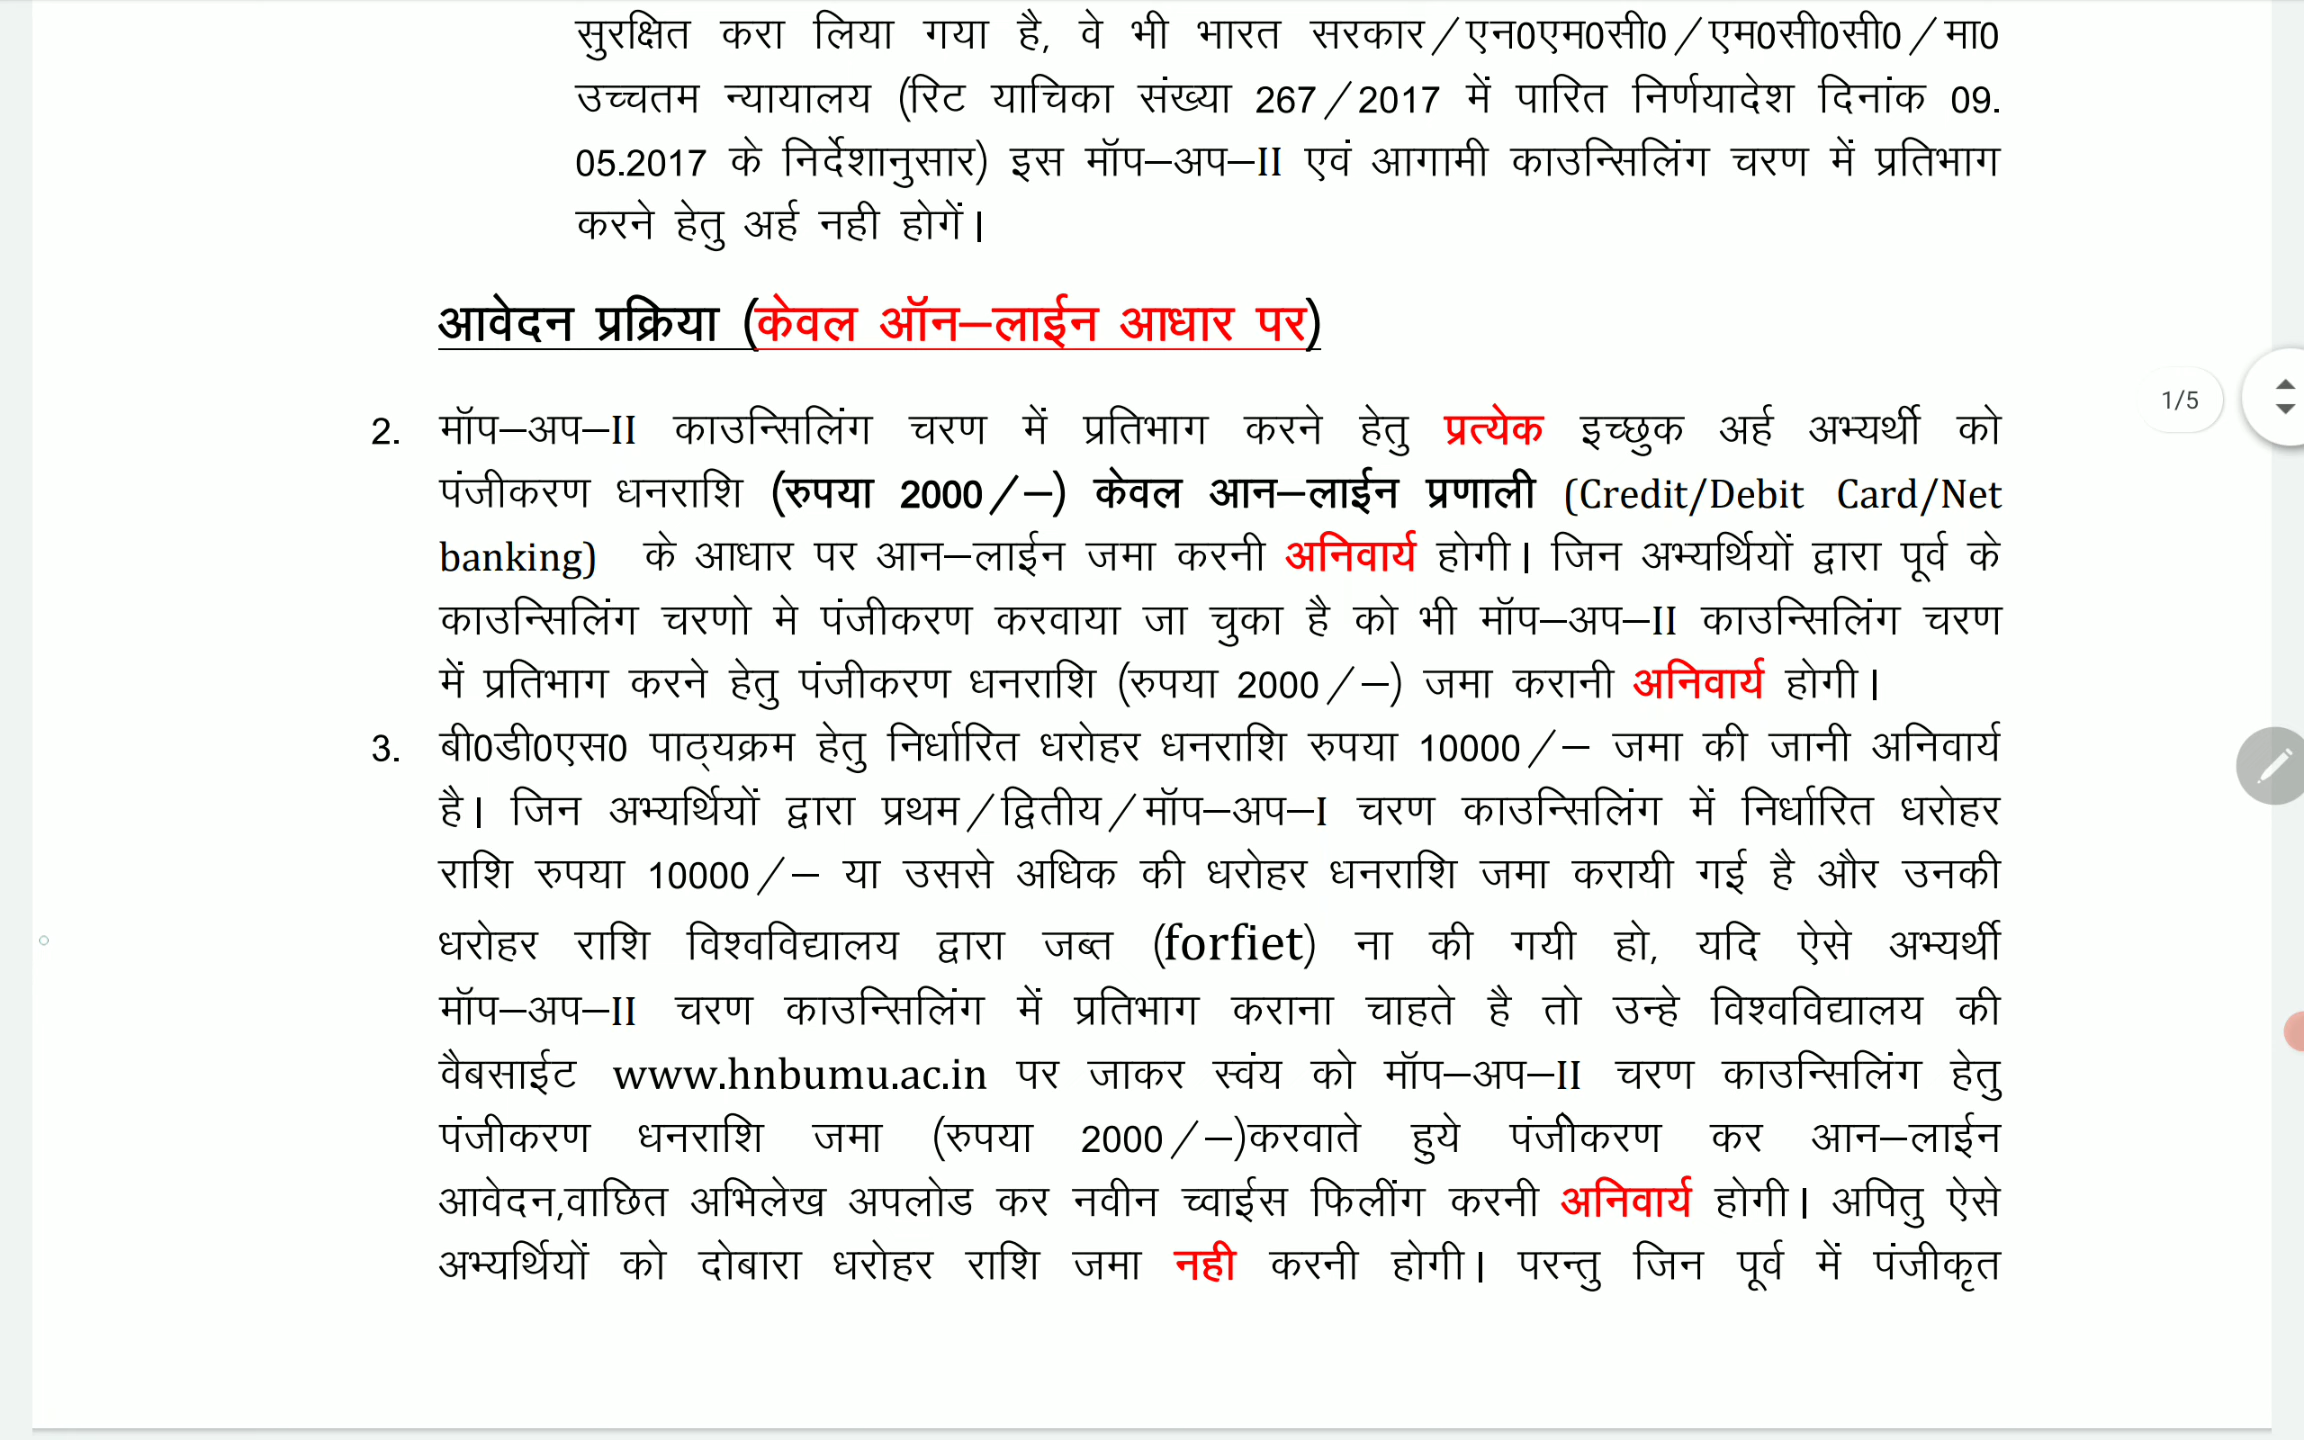 सुरक्षित करा लिया गया है, वे भी भारत सरकार/एन0एम0सी0/एम0सी0सी0/मा0
उच्चतम न्यायालय (रिट याचिका संख्या 267/2017 में पारित निर्णयादेश दिनांक 09.
05.2017 के निर्देशानुसार) इस मॉप–अप–II एवं आगामी काउन्सिलिंग चरण में प्रतिभाग
करने हेतु अर्ह नही होगें।
आवेदन प्रक्रिया (केवल ऑन–लाईन आधार पर)
1/5
2. मॉप–अप–II काउन्सिलिंग चरण में प्रतिभाग करने हेतु प्रत्येक इच्छुक अर्ह अभ्यर्थी को
पंजीकरण धनराशि (रुपया 2000/–) केवल आन–लाईन प्रणाली (Credit/Debit Card/Net
banking) के आधार पर आन–लाईन जमा करनी अनिवार्य होगी। जिन अभ्यर्थियों द्वारा पूर्व के
काउन्सिलिंग चरणो मे पंजीकरण करवाया जा चुका है को भी मॉप–अप–II काउन्सिलिंग चरण
में प्रतिभाग करने हेतु पंजीकरण धनराशि (रुपया 2000/–) जमा करानी अनिवार्य होगी।
3. बी0डी0एस0 पाठ्यक्रम हेतु निर्धारित धरोहर धनराशि रुपया 10000/– जमा की जानी अनिवार्य
है। जिन अभ्यर्थियों द्वारा प्रथम/द्वितीय/मॉप–अप–I चरण काउन्सिलिंग में निर्धारित धरोहर
राशि रुपया 10000/– या उससे अधिक की धरोहर धनराशि जमा करायी गई है और उनकी
धरोहर राशि विश्वविद्यालय द्वारा जब्त (forfiet) ना की गयी हो, यदि ऐसे अभ्यर्थी
मॉप–अप–II चरण काउन्सिलिंग में प्रतिभाग कराना चाहते है तो उन्हे विश्वविद्यालय की
वैबसाईट www.hnbumu.ac.in पर जाकर स्वंय को मॉप–अप–II चरण काउन्सिलिंग हेतु
पंजीकरण धनराशि जमा (रुपया 2000/–)करवाते हुये पंजीकरण कर आन–लाईन
आवेदन,वाछित अभिलेख अपलोड कर नवीन च्वाईस फिलींग करनी अनिवार्य होगी। अपितु ऐसे
अभ्यर्थियों को दोबारा धरोहर राशि जमा नही करनी होगी। परन्तु जिन पूर्व में पंजीकृत